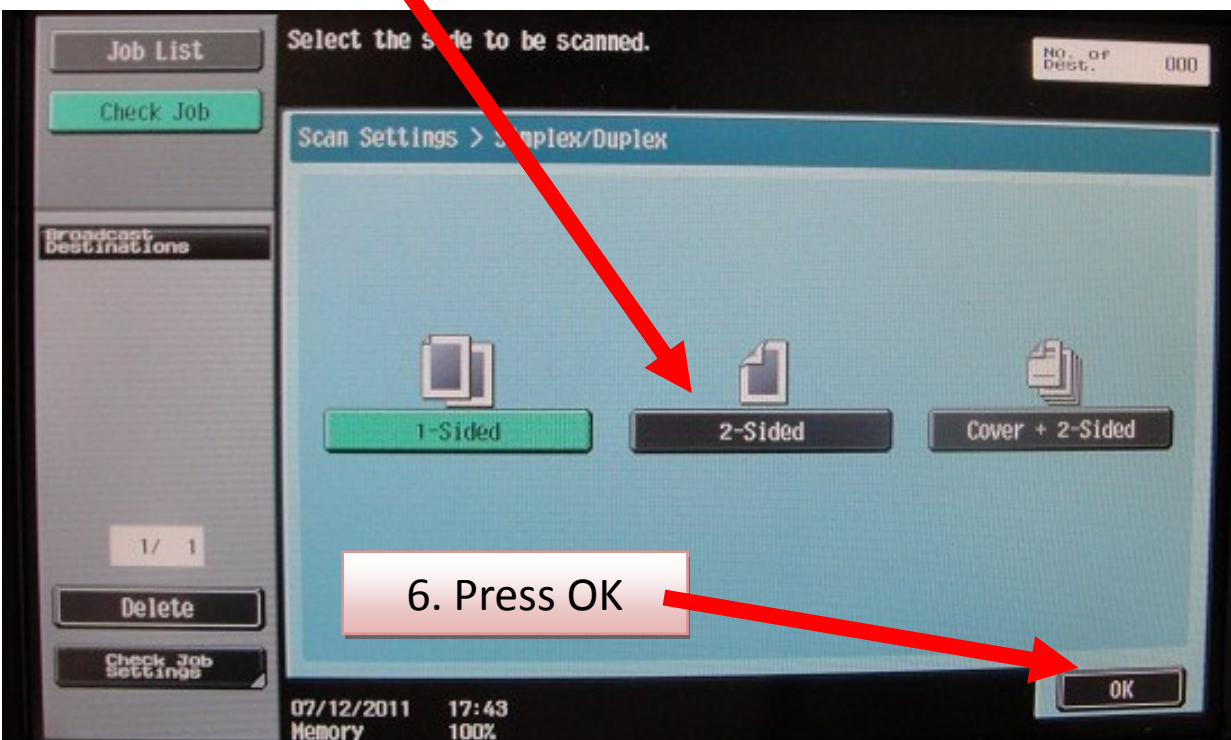 Job List
Check Job
Select the side to be scanned.
No. of
Dest. 000
Scan Settings > Simplex/Duplex
Broadcast
Destinations
1-Sided
2-Sided
Cover + 2-Sided
1/ 1
6. Press OK
Delete
Check Job
Settings
OK
07/12/2011 17:43
Memory 100%